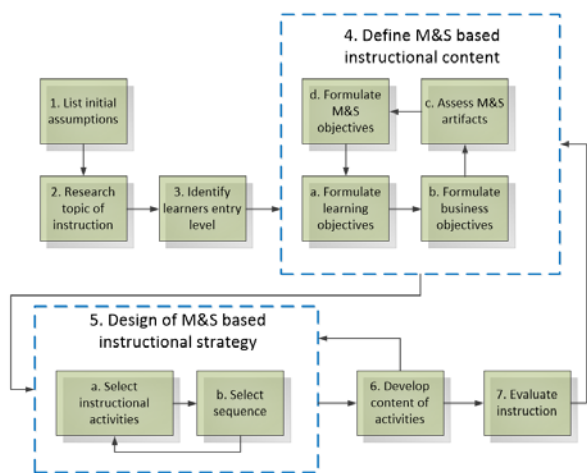 4. Define M&S based
instructional content
1. List initial
assumptions
d. Formulate
M&S
objectives
c. Assess M&S
artifacts
2. Research
topic of
instruction
3. Identify
learners entry
level
a. Formulate
learning
objectives
b. Formulate
business
objectives
5. Design of M&S based
instructional strategy
a. Select
instructional
activities
b. Select
sequence
6. Develop
content of
activities
7. Evaluate
instruction